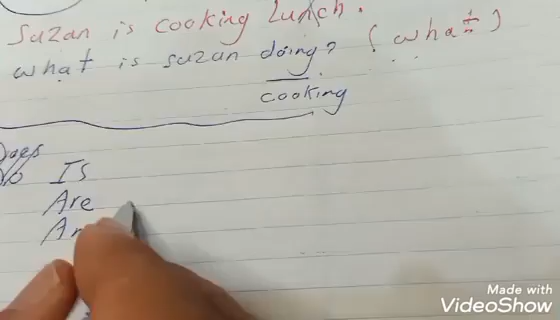 Suzan is cooking lunch.
what is suzan doing? (what)
cooking
Does
Do Is
Are
Made with
VideoShow